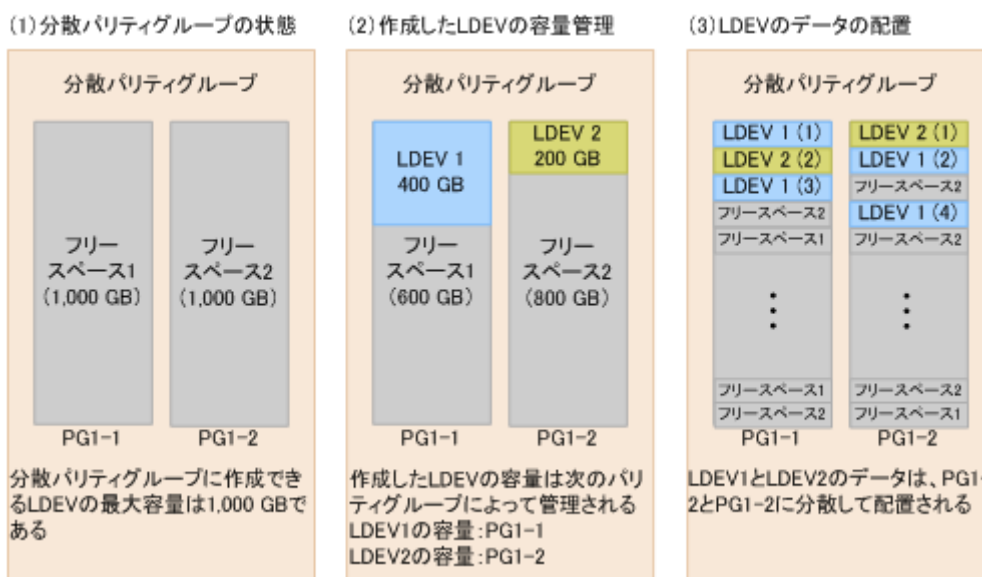 (1)分散パリティグループの状態
分散パリティグループ
フリー
スペース1
(1,000 GB)
フリー
スペース2
(1,000 GB)
PG1-1
PG1-2
分散パリティグループに作成でき
るLDEVの最大容量は1,000 GBで
ある
(2)作成したLDEVの容量管理
分散パリティグループ
LDEV 1
400 GB
フリー
スペース1
(600 GB)
LDEV 2
200 GB
フリー
スペース2
(800 GB)
PG1-1
PG1-2
作成したLDEVの容量は次のパリ
ティグループによって管理される
LDEV1の容量:PG1-1
LDEV2の容量:PG1-2
(3)LDEVのデータの配置
分散パリティグループ
LDEV 1 (1)
LDEV 2 (2)
LDEV 1 (3)
フリースペース2
フリースペース1
フリースペース1
フリースペース2
PG1-1
LDEV 2 (1)
LDEV 1 (2)
フリースペース2
LDEV 1 (4)
フリースペース2
フリースペース2
フリースペース1
PG1-2
LDEV1とLDEV2のデータは、PG1-
2とPG1-2に分散して配置される